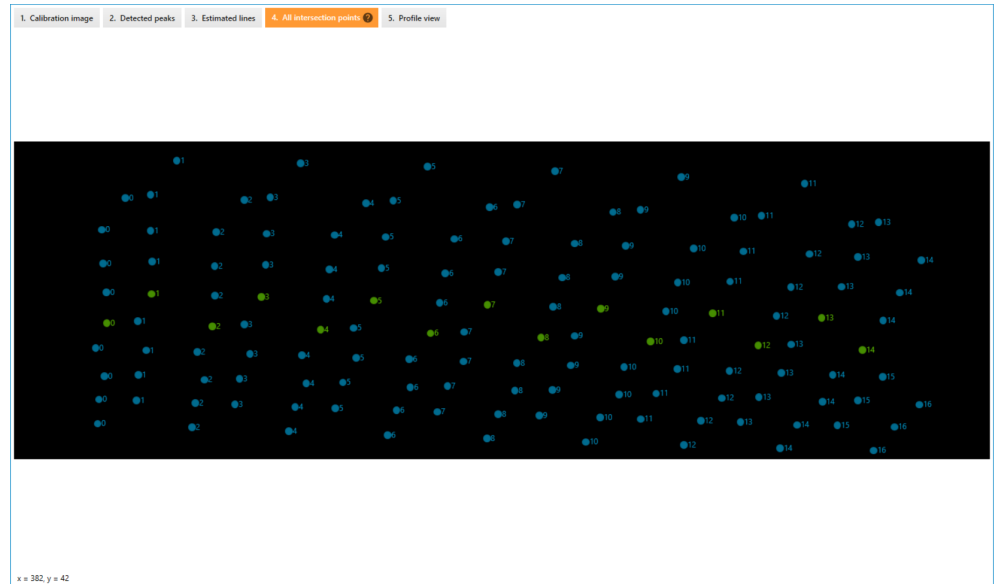 1. Calibration image 2. Detected peaks 3. Estimated lines 4. All intersection points ? 5. Profile view
1 3 5 7 9 11
0 1 2 3 4 5 6 7 8 9 10 11 12 13
0 1 2 3 4 5 6 7 8 9 10 11 12 13 14
0 1 2 3 4 5 6 7 8 9 10 11 12 13 14
0 1 2 3 4 5 6 7 8 9 10 11 12 13 14
0 1 2 3 4 5 6 7 8 9 10 11 12 13 14
0 1 2 3 4 5 6 7 8 9 10 11 12 13 14 15
0 1 2 3 4 5 6 7 8 9 10 11 12 13 14 15 16
0 1 2 3 4 5 6 7 8 9 10 11 12 13 14 15 16
0 2 4 6 8 10 12 14 16
x = 382, y = 42